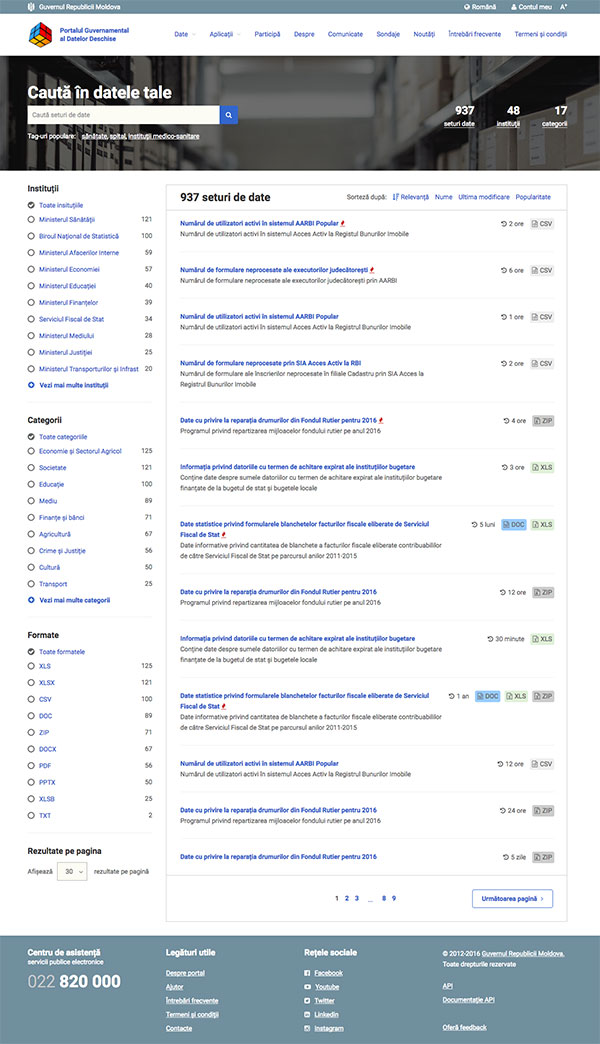 Guvernul Republicii Moldova
Română
Contul meu
A+
Portalul Guvernamental
al Datelor Deschise
Date
Aplicații
Participă
Despre
Comunicate
Sondaje
Noutăți
Întrebări frecvente
Termeni și condiții
Caută în datele tale
Caută seturi de date
Tag-uri populare: sănătate, spital, instituții medico-sanitare
937
seturi date
48
instituții
17
categorii
Instituții
Toate insituțiile
Ministerul Sănătății 121
Biroul Național de Statistică 100
Ministerul Afacerilor Interne 59
Ministerul Economiei 57
Ministerul Educației 40
Ministerul Finanțelor 39
Serviciul Fiscal de Stat 34
Ministerul Mediului 28
Ministerul Justiției 25
Ministerul Transporturilor și Infrast 20
Vezi mai multe instituții
Categorii
Toate categoriile
Economie și Sectorul Agricol 125
Societate 121
Educație 100
Mediu 89
Finanțe și bănci 71
Agricultură 67
Crime și Justiție 56
Cultură 50
Transport 25
Vezi mai multe categorii
Formate
Toate formatele
XLS 125
XLSX 121
CSV 100
DOC 89
ZIP 71
DOCX 67
PDF 56
PPTX 50
XLSB 25
TXT 2
Rezultate pe pagina
Afișează 30 rezultate pe pagină
937 seturi de date
Sortează după: Relevanță Nume Ultima modificare Popularitate
Numărul de utilizatori activi în sistemul AARBI Popular
2 ore CSV
Numărul de utilizatori activi în sistemul Acces Activ la Registul Bunurilor Imobile
Numărul de formulare neprocesate ale executorilor judecătorești
6 ore CSV
Numărul de formulare neprocesate ale executorilor judecătorești prin AARBI
Numărul de utilizatori activi în sistemul AARBI Popular
1 ore CSV
Numărul de utilizatori activi în sistemul Acces Activ la Registrul Bunurilor Imobile
Numărul de formulare neprocesate prin SIA Acces Activ la RBI
2 ore CSV
Numărul de formulare ale înscrierilor neprocesate în filiale Cadastru prin SIA Acces la
Registrul Bunurilor Imobile
Date cu privire la reparația drumurilor din Fondul Rutier pentru 2016
4 ore ZIP
Programul privind repartizarea mijloacelor fondului rutier pe anul 2016
Informația privind datoriile cu termen de achitare expirat ale instituțiilor bugetare
3 ore XLS
Conține date despre sumele datoriilor cu termen de achitare expirat ale instituțiilor bugetare
finanțate de la bugetul de stat și bugetele locale
Date statistice privind formularele blanchetelor facturilor fiscale eliberate de Serviciul
Fiscal de Stat
5 luni DOC XLS
Date informative privind cantitatea de blanchete a facturilor fiscale eliberate contribuabililor
de către Serviciul Fiscal de Stat pe parcursul anilor 2011-2015
Date cu privire la reparația drumurilor din Fondul Rutier pentru 2016
12 ore ZIP
Programul privind repartizarea mijloacelor fondului rutier pe anul 2016
Informația privind datoriile cu termen de achitare expirat ale instituțiilor bugetare
30 minute XLS
Conține date despre sumele datoriilor cu termen de achitare expirat ale instituțiilor bugetare
finanțate de la bugetul de stat și bugetele locale
Date statistice privind formularele blanchetelor facturilor fiscale eliberate de Serviciul
Fiscal de Stat
1 an DOC XLS ZIP
Date informative privind cantitatea de blanchete a facturilor fiscale eliberate contribuabililor
de către Serviciul Fiscal de Stat pe parcursul anilor 2011-2015
Numărul de utilizatori activi în sistemul AARBI Popular
12 ore CSV
Numărul de utilizatori activi în sistemul Acces Activ la Registrul Bunurilor Imobile
Date cu privire la reparația drumurilor din Fondul Rutier pentru 2016
24 ore ZIP
Programul privind repartizarea mijloacelor fondului rutier pe anul 2016
Date cu privire la reparația drumurilor din Fondul Rutier pentru 2016
5 zile ZIP
1 2 3 ... 8 9
Următoarea pagină
Centru de asistență
servicii publice electronice
022 820 000
Legături utile
Despre portal
Ajutor
Întrebări frecvente
Termeni și condiții
Contacte
Rețele sociale
Facebook
Youtube
Twitter
Linkedin
Instagram
© 2012-2016 Guvernul Republicii Moldova.
Toate drepturile rezervate
API
Documentație API
Oferă feedback